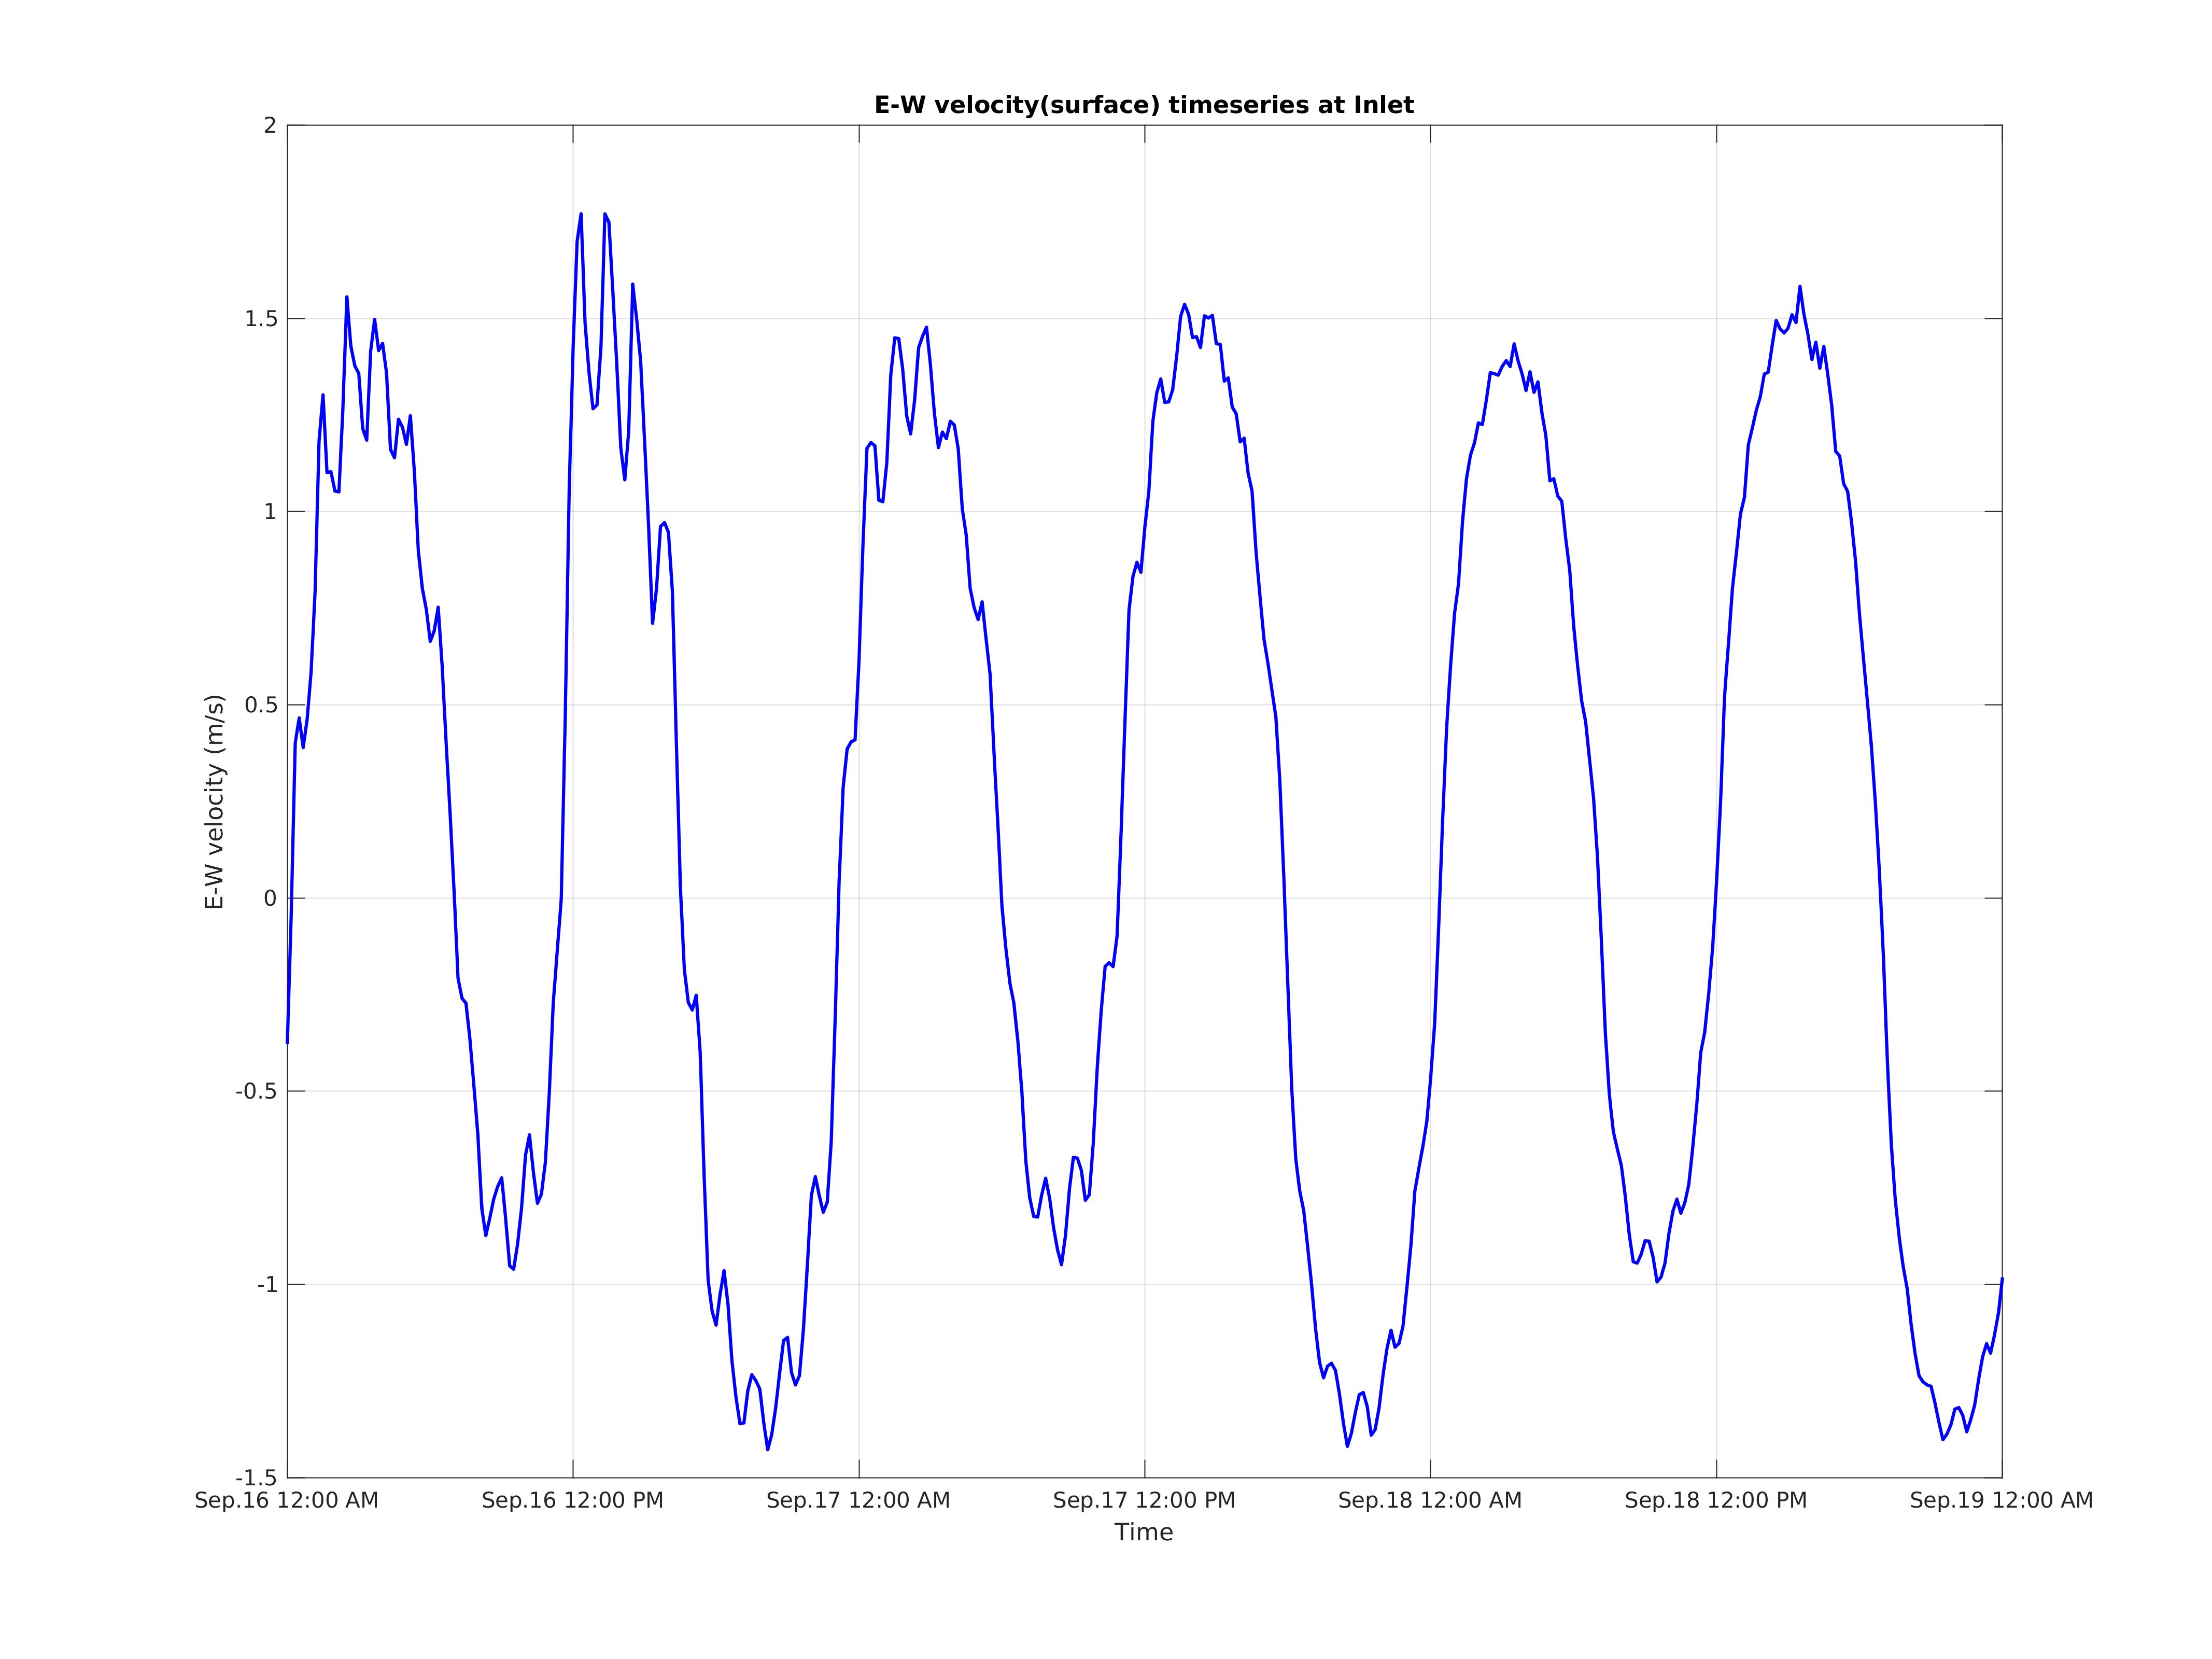 E-W velocity(surface) timeseries at Inlet
2
1.5
1
0.5
0
-0.5
-1
-1.5
E-W velocity (m/s)
Sep.16 12:00 AM Sep.16 12:00 PM Sep.17 12:00 AM Sep.17 12:00 PM Sep.18 12:00 AM Sep.18 12:00 PM Sep.19 12:00 AM
Time